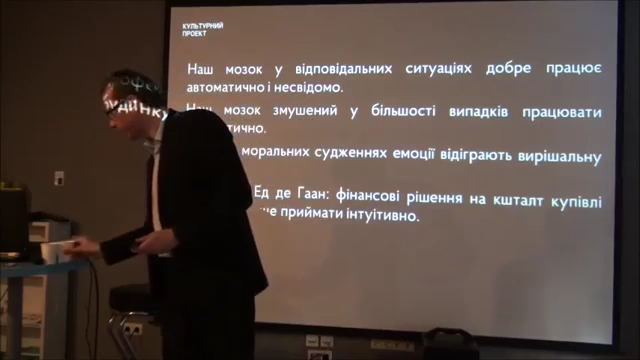 КУЛЬТУРНИЙ
ПРОЕКТ
Наш мозок у відповідальних ситуаціях добре працює
автоматично і несвідомо.
Наш мозок змушений у більшості випадків працювати
моральних судженнях емоції відіграють вирішальну
Ед де Гаан: фінансові рішення на кшталт купівлі
приймати інтуїтивно.